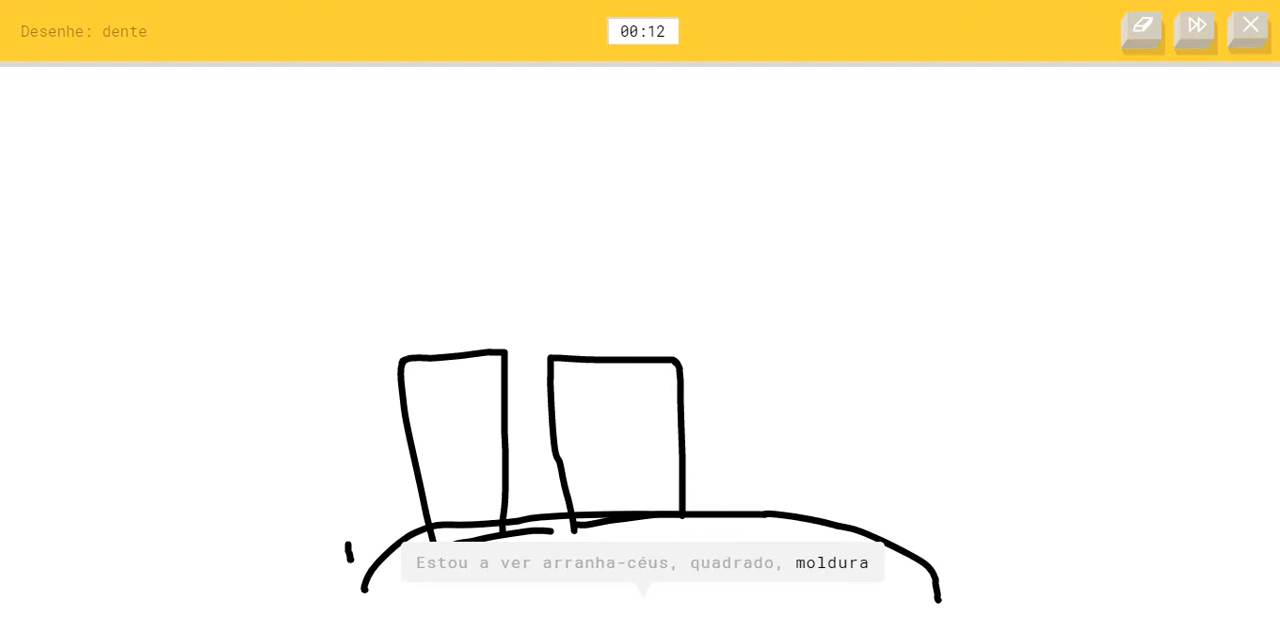 Desenhe: dente
00:12
Estou a ver arranha-céus, quadrado, moldura